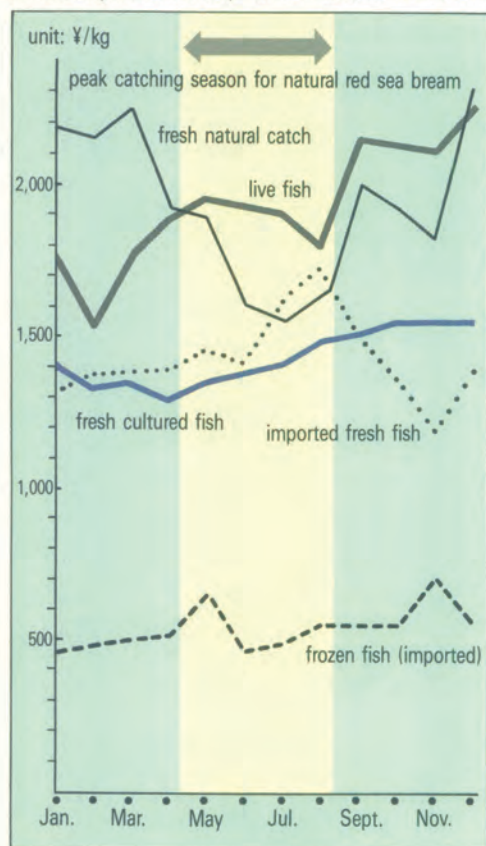 unit: ¥/kg
peak catching season for natural red sea bream
fresh natural catch
live fish
2,000
1,500
fresh cultured fish
imported fresh fish
1,000
500
frozen fish (imported)
Jan. Mar. May Jul. Sept. Nov.